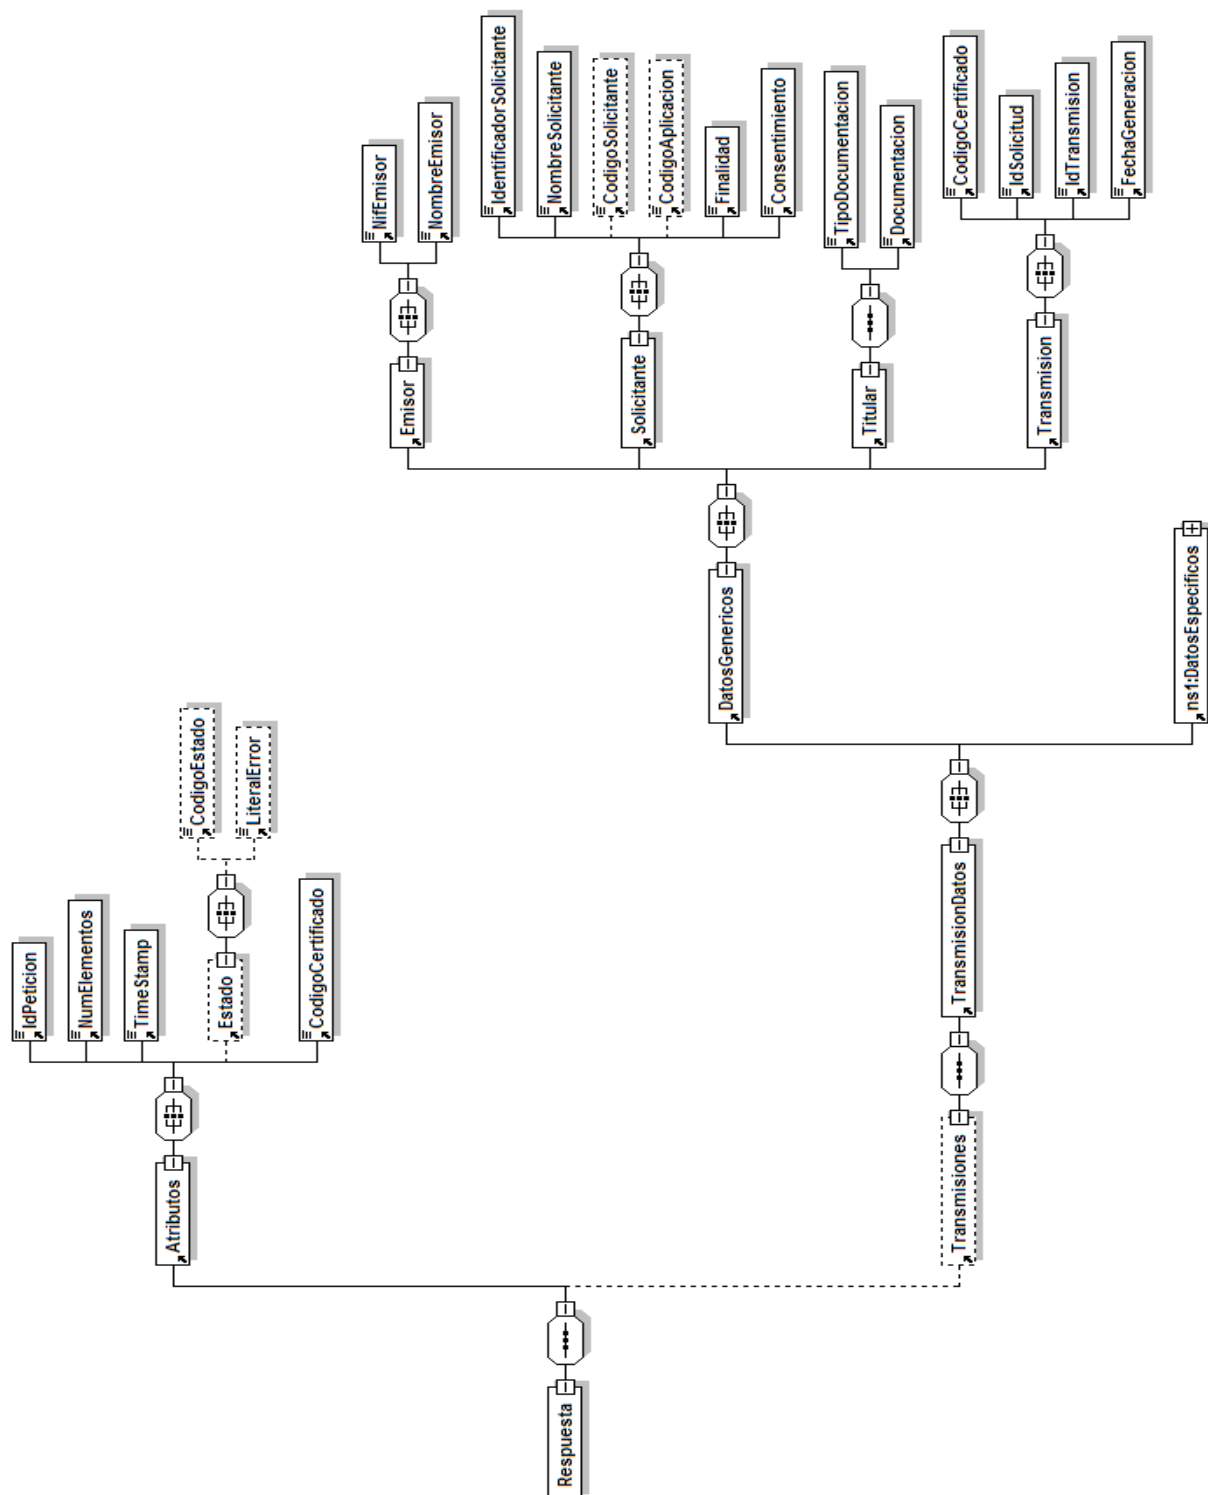 Respuesta
Atributos
IdPeticion
NumElementos
TimeStamp
Estado
CodigoEstado
LiteralError
CodigoCertificado
Transmisiones
TransmisionDatos
DatosGenericos
Emisor
NifEmisor
NombreEmisor
Solicitante
IdentificadorSolicitante
NombreSolicitante
CodigoSolicitante
CodigoAplicacion
Finalidad
Consentimiento
Titular
TipoDocumentacion
Documentacion
Transmision
CodigoCertificado
IdSolicitud
IdTransmision
FechaGeneracion
ns1:DatosEspecificos